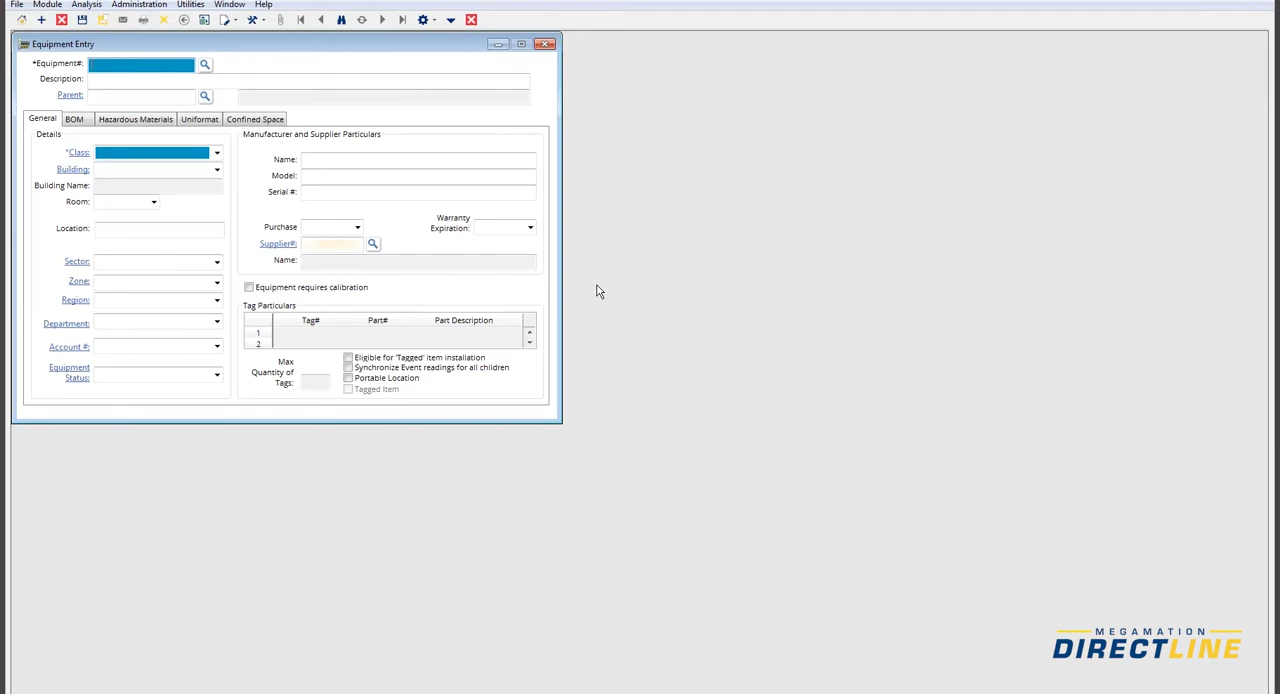 File Module Analysis Administration Utilities Window Help
Equipment Entry
*Equipment#:
Description:
Parent:
General BOM Hazardous Materials Uniformat Confined Space
Details
*Class:
Building:
Building Name:
Room:
Location:
Sector:
Zone:
Region:
Department:
Account #:
Equipment
Status:
Manufacturer and Supplier Particulars
Name:
Model:
Serial #:
Purchase
Warranty
Expiration:
Supplier#:
Name:
Equipment requires calibration
Tag Particulars
Tag# Part# Part Description
1
2
Max
Quantity of
Tags:
Eligible for 'Tagged' item installation
Synchronize Event readings for all children
Portable Location
Tagged Item
MEGAMATION
DIRECTLINE